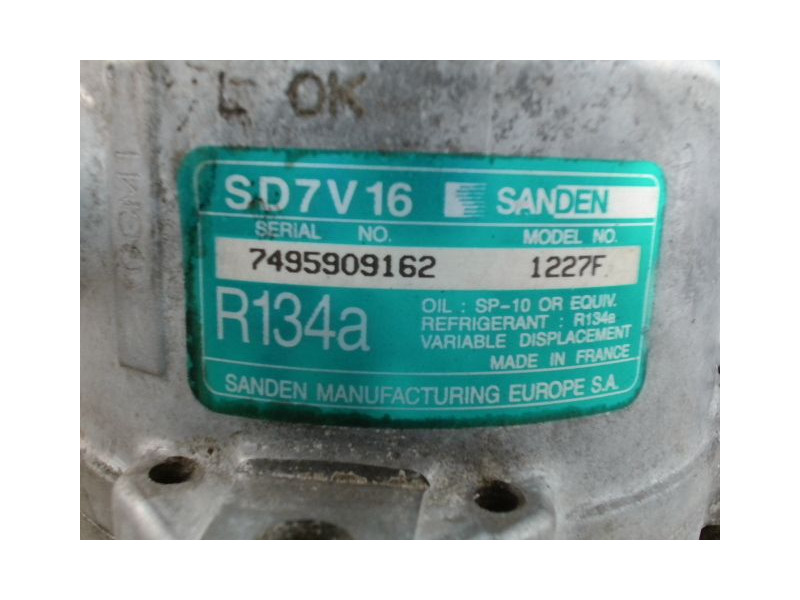 L OK
SD7V16 SANDEN
SERIAL NO. MODEL NO.
7495909162 1227F
R134a
OIL : SP-10 OR EQUIV.
REFRIGERANT : R134a
VARIABLE DISPLACEMENT
MADE IN FRANCE
SANDEN MANUFACTURING EUROPE S.A.